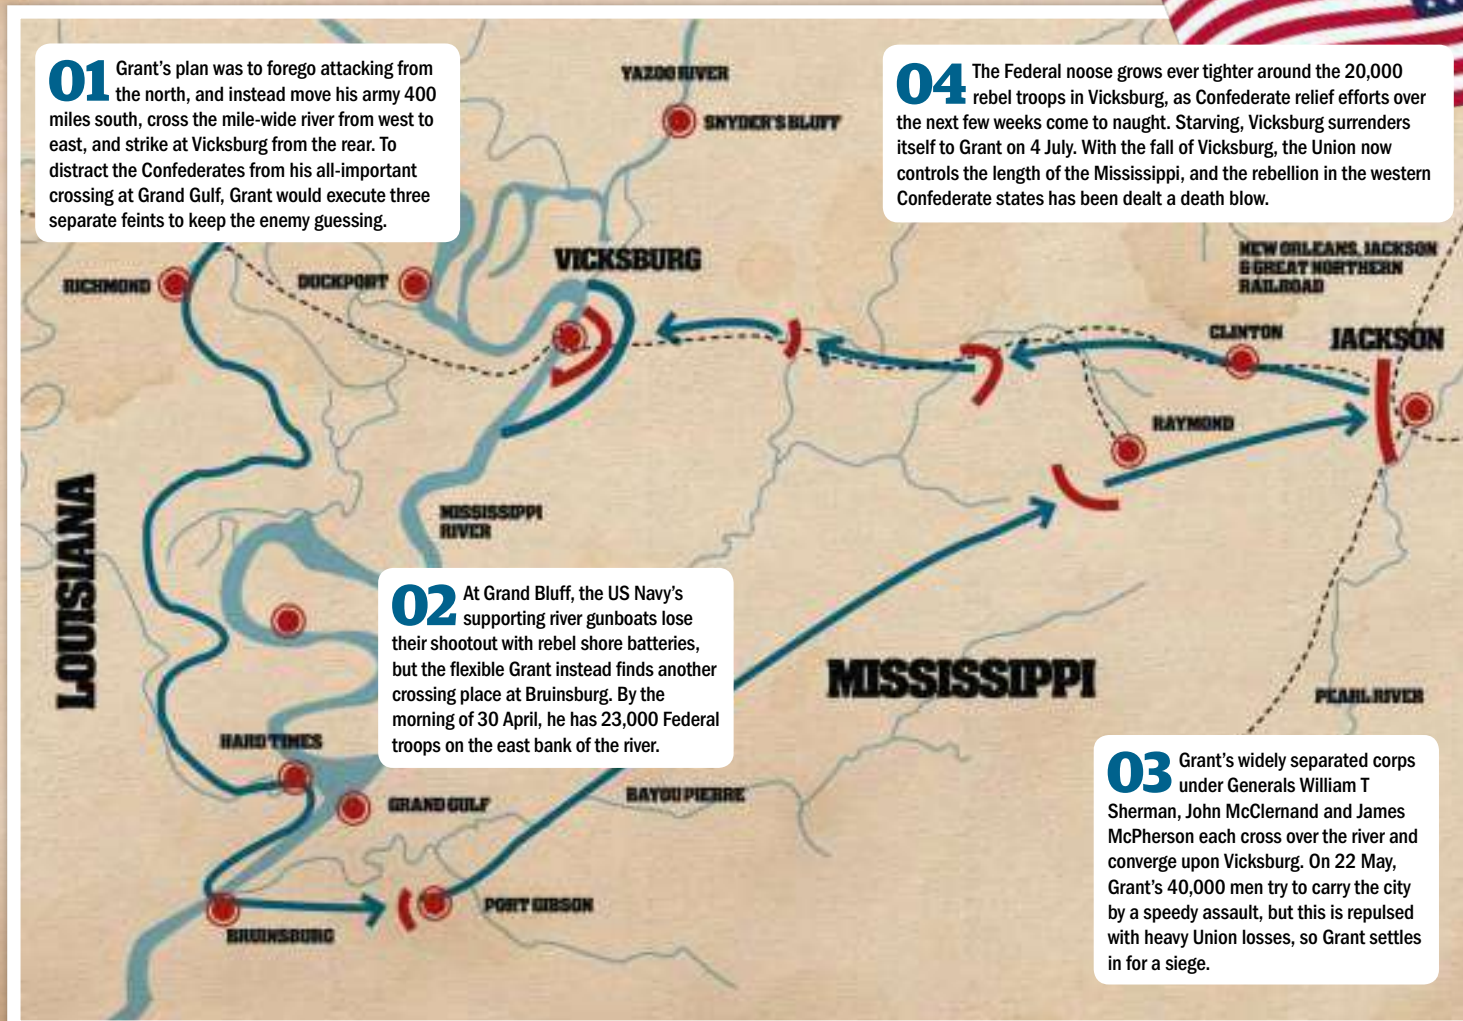 01 Grant's plan was to forego attacking from
the north, and instead move his army 400
miles south, cross the mile-wide river from west to
east, and strike at Vicksburg from the rear. To
distract the Confederates from his all-important
crossing at Grand Gulf, Grant would execute three
separate feints to keep the enemy guessing.
YAZOO RIVER
SNYDER'S BLUFF
04 The Federal noose grows ever tighter around the 20,000
rebel troops in Vicksburg, as Confederate relief efforts over
the next few weeks come to naught. Starving, Vicksburg surrenders
itself to Grant on 4 July. With the fall of Vicksburg, the Union now
controls the length of the Mississippi, and the rebellion in the western
Confederate states has been dealt a death blow.
RICHMOND
DUCKPORT
VICKSBURG
NEW ORLEANS, JACKSON
& GREAT NORTHERN
RAILROAD
CLINTON
JACKSON
RAYMOND
LOUISIANA
MISSISSIPPI
RIVER
02 At Grand Bluff, the US Navy's
supporting river gunboats lose
their shootout with rebel shore batteries,
but the flexible Grant instead finds another
crossing place at Bruinsburg. By the
morning of 30 April, he has 23,000 Federal
troops on the east bank of the river.
MISSISSIPPI
PEARL RIVER
HARD TIMES
GRAND GULF
BAYOU PIERRE
BRUINSBURG
PORT GIBSON
03 Grant's widely separated corps
under Generals William T
Sherman, John McClernand and James
McPherson each cross over the river and
converge upon Vicksburg. On 22 May,
Grant's 40,000 men try to carry the city
by a speedy assault, but this is repulsed
with heavy Union losses, so Grant settles
in for a siege.